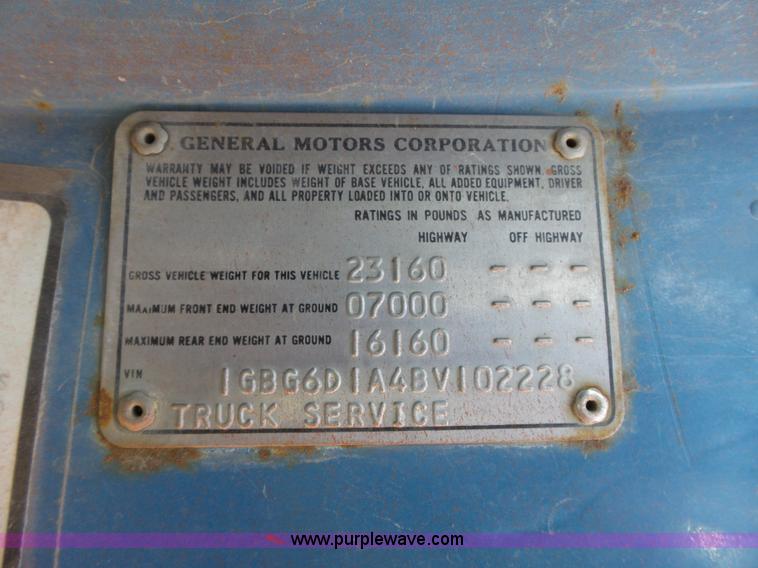 GENERAL MOTORS CORPORATION
WARRANTY MAY BE VOIDED IF WEIGHT EXCEEDS ANY OF RATINGS SHOWN. GROSS
VEHICLE WEIGHT INCLUDES WEIGHT OF BASE VEHICLE, ALL ADDED EQUIPMENT, DRIVER
AND PASSENGERS, AND ALL PROPERTY LOADED INTO OR ONTO VEHICLE.
RATINGS IN POUNDS AS MANUFACTURED
HIGHWAY OFF HIGHWAY
GROSS VEHICLE WEIGHT FOR THIS VEHICLE 23160 - - -
MAXIMUM FRONT END WEIGHT AT GROUND 07000 - - -
MAXIMUM REAR END WEIGHT AT GROUND 16160 - - -
VIN 1GBG6D1A4BV102228
TRUCK SERVICE
www.purplewave.com